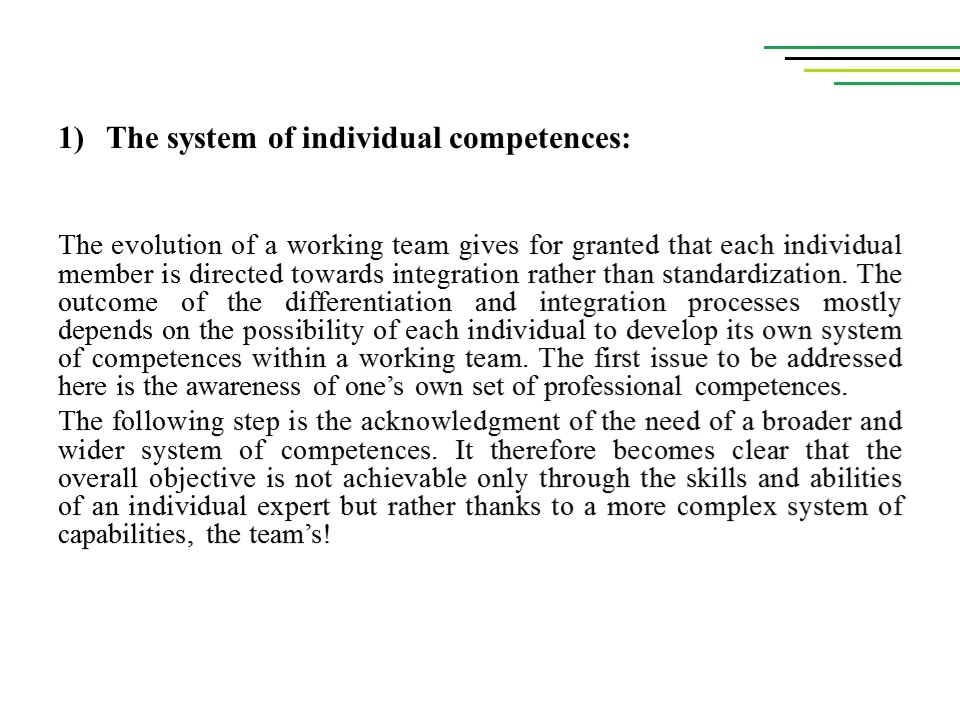 1) The system of individual competences:
The evolution of a working team gives for granted that each individual
member is directed towards integration rather than standardization. The
outcome of the differentiation and integration processes mostly
depends on the possibility of each individual to develop its own system
of competences within a working team. The first issue to be addressed
here is the awareness of one’s own set of professional competences.
The following step is the acknowledgment of the need of a broader and
wider system of competences. It therefore becomes clear that the
overall objective is not achievable only through the skills and abilities
of an individual expert but rather thanks to a more complex system of
capabilities, the team’s!